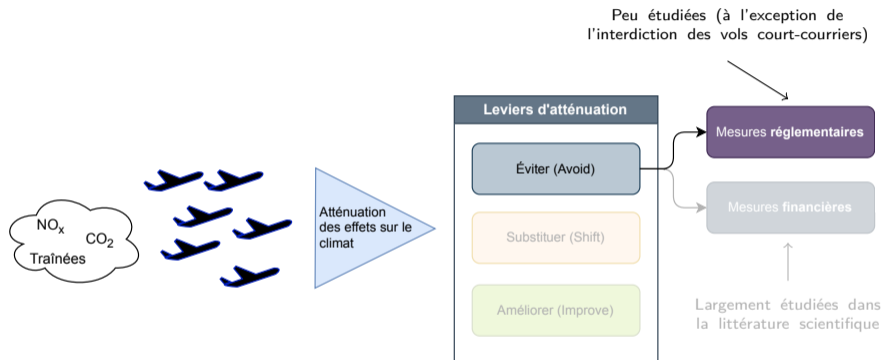 Peu étudiées (à l'exception de
l'interdiction des vols court-courriers)
Leviers d'atténuation
Mesures réglementaires
Éviter (Avoid)
Mesures financières
NOx
CO2
Traînées
Atténuation
des effets sur le
climat
Substituer (Shift)
Améliorer (Improve)
Largement étudiées dans
la littérature scientifique